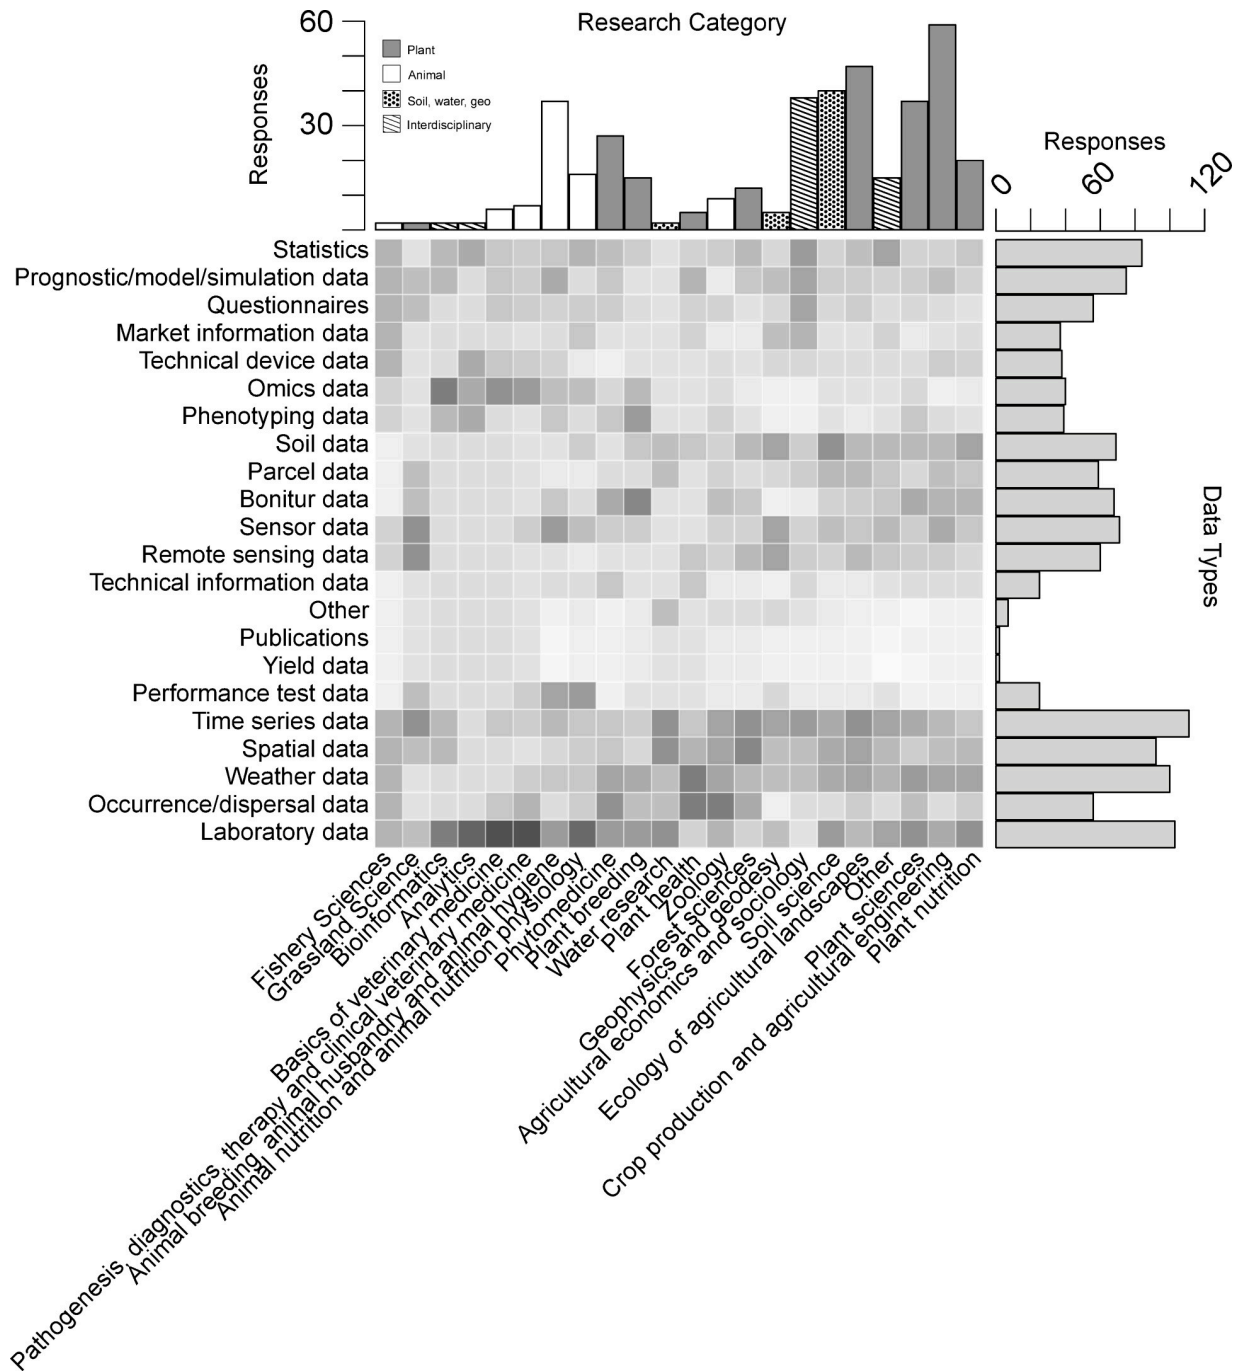 Research Category
60
30
Responses
Plant
Animal
Soil, water, geo
Interdisciplinary
Responses
0
60
120
Statistics
Prognostic/model/simulation data
Questionnaires
Market information data
Technical device data
Omics data
Phenotyping data
Soil data
Parcel data
Bonitur data
Sensor data
Remote sensing data
Technical information data
Other
Publications
Yield data
Performance test data
Time series data
Spatial data
Weather data
Occurrence/dispersal data
Laboratory data
Data Types
Fishery Sciences
Grassland Science
Bioinformatics
Analytics
Basics of veterinary medicine
Pathogenesis, diagnostics, therapy and clinical veterinary medicine
Animal breeding, animal husbandry and animal hygiene
Animal nutrition and animal nutrition physiology
Phytomedicine
Plant breeding
Water research
Plant health
Zoology
Forest sciences
Geophysics and geodesy
Agricultural economics and sociology
Soil science
Ecology of agricultural landscapes
Other
Plant sciences
Crop production and agricultural engineering
Plant nutrition